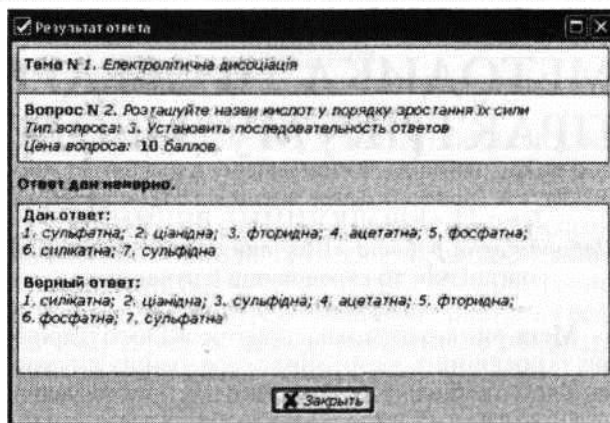 Результат ответа
Тема N 1. Електролітична дисоціація
Вопрос N 2. Розташуйте назви кислот у порядку зростання їх сили
Тип вопроса: 3. Установить последовательность ответов
Цена вопроса: 10 баллов.
Ответ дан неверно.
Дан ответ:
1. сульфатна; 2. ціанідна; 3. фторидна; 4. ацетатна; 5. фосфатна;
6. силікатна; 7. сульфідна
Верный ответ:
1. силікатна; 2. ціанідна; 3. сульфідна; 4. ацетатна; 5. фторидна;
6. фосфатна; 7. сульфатна
Закрыть